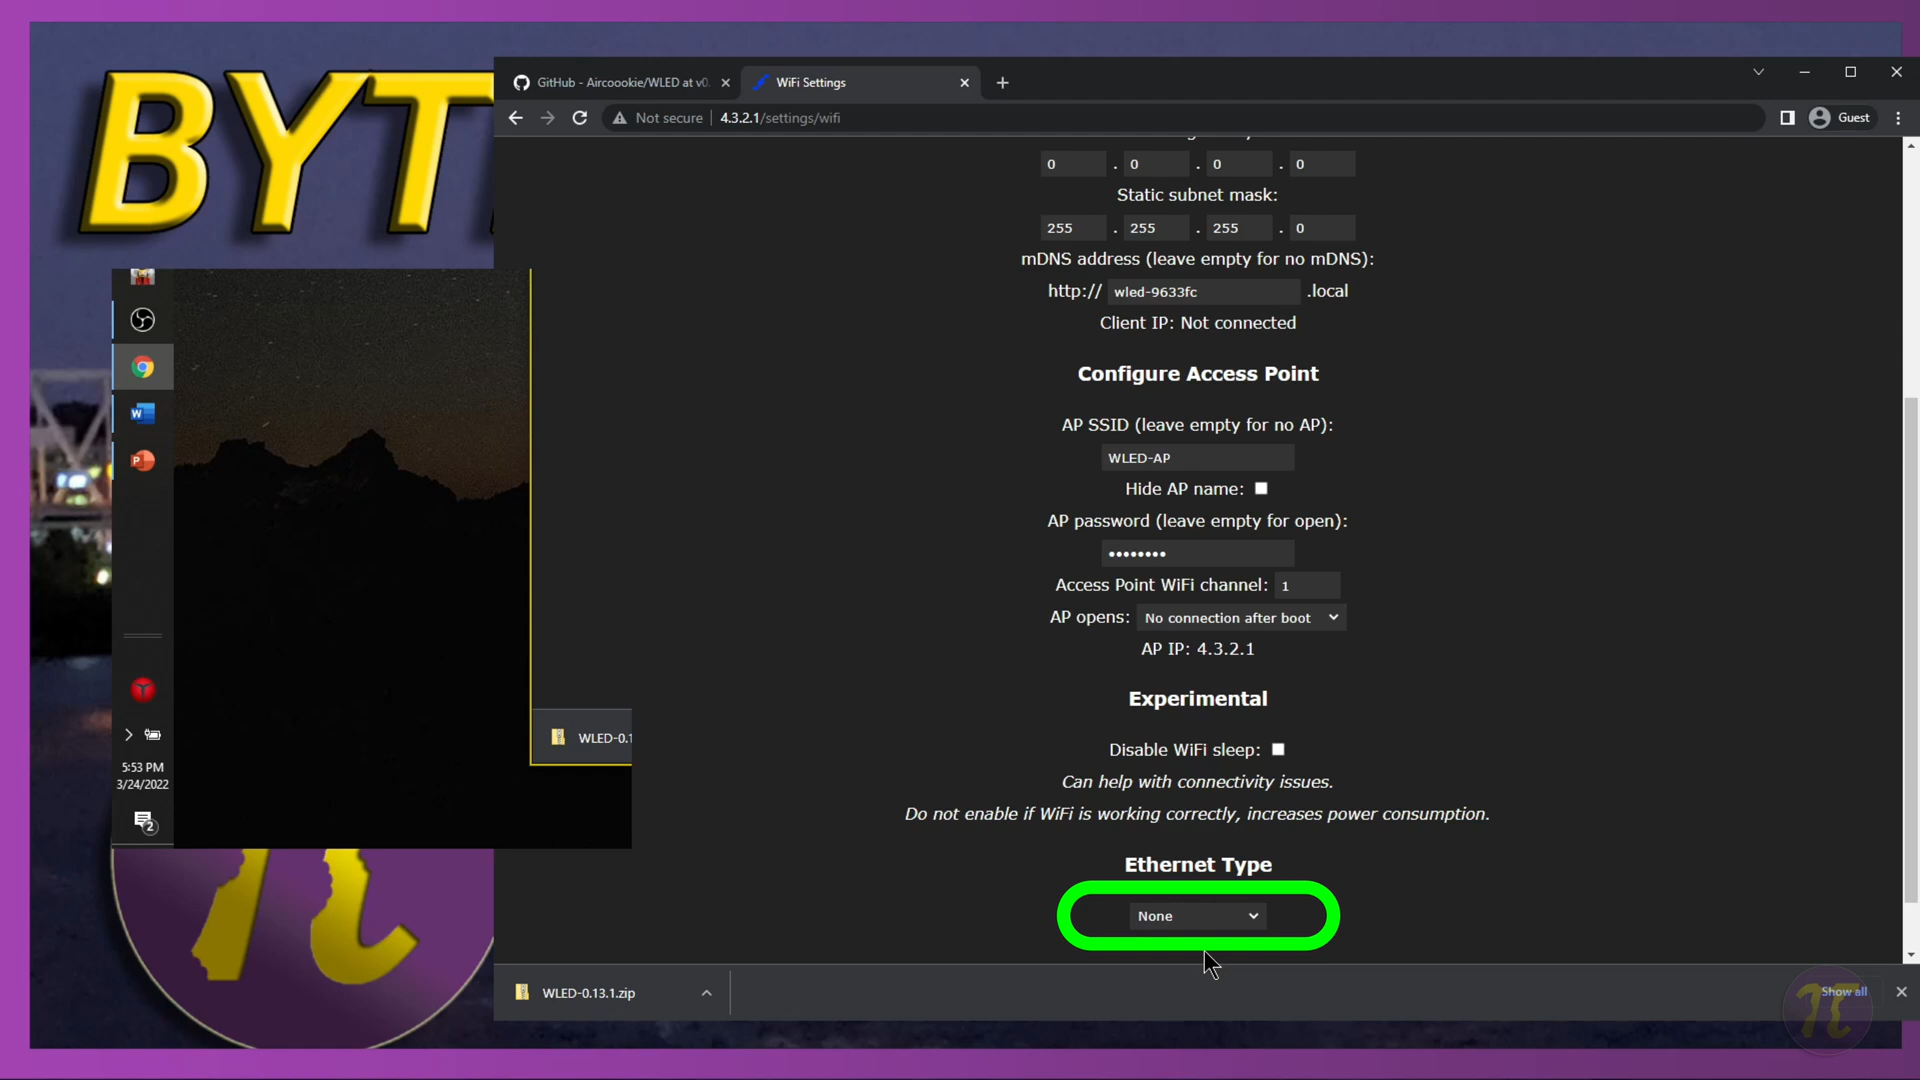 BYT
GitHub - Aircoookie/WLED at v0.
WiFi Settings
Not secure
4.3.2.1/settings/wifi
Guest
0 . 0 . 0 . 0
Static subnet mask:
255 . 255 . 255 . 0
mDNS address (leave empty for no mDNS):
http:// wled-9633fc .local
Client IP: Not connected
Configure Access Point
AP SSID (leave empty for no AP):
WLED-AP
Hide AP name:
AP password (leave empty for open):
••••••••
Access Point WiFi channel: 1
AP opens: No connection after boot
AP IP: 4.3.2.1
Experimental
Disable WiFi sleep:
Can help with connectivity issues.
Do not enable if WiFi is working correctly, increases power consumption.
Ethernet Type
None
WLED-0.1
5:53 PM
3/24/2022
2
π
WLED-0.13.1.zip
Show all
π